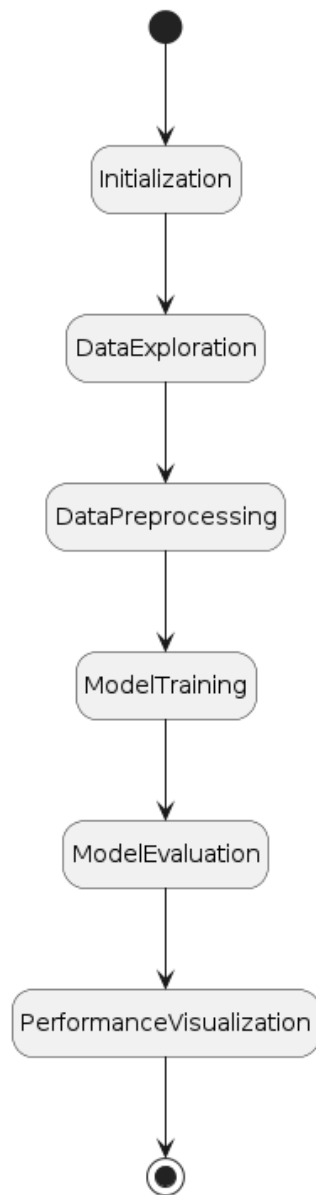 Initialization
DataExploration
DataPreprocessing
ModelTraining
ModelEvaluation
PerformanceVisualization